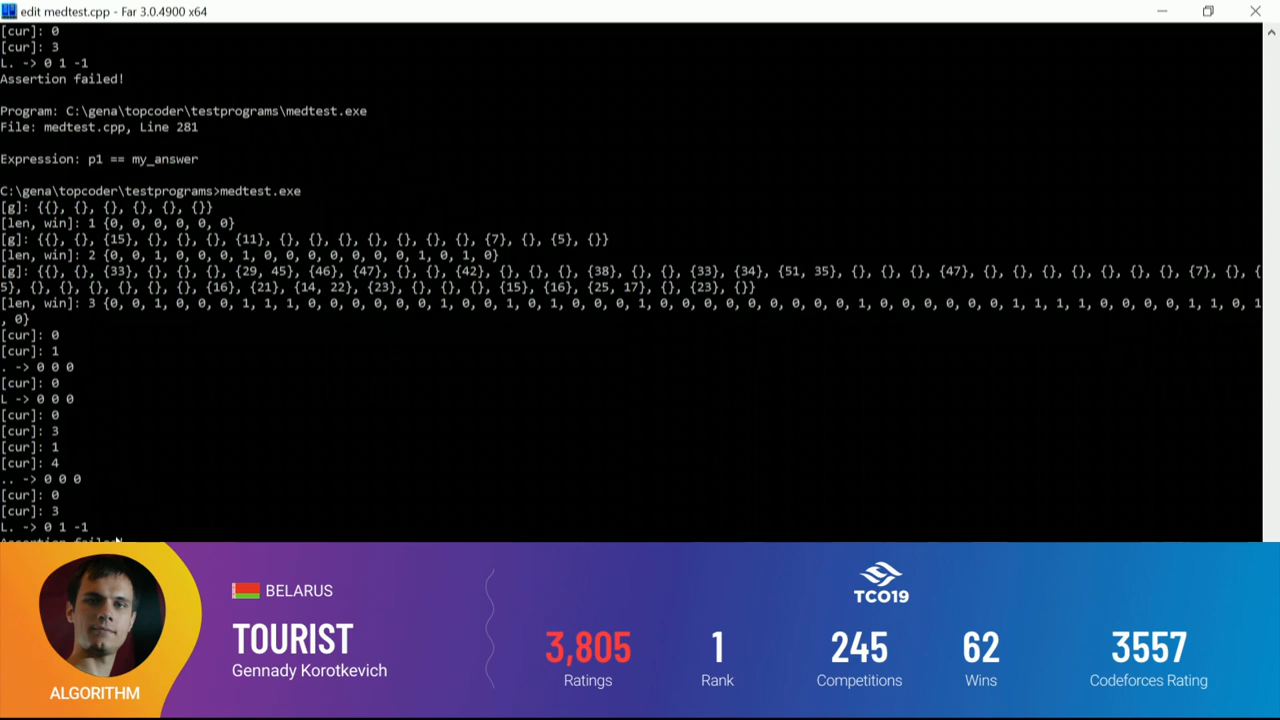 edit medtest.cpp - Far 3.0.4900 x64
[cur]: 0
[cur]: 3
L. -> 0 1 -1
Assertion failed!
Program: C:\gena\topcoder\testprograms\medtest.exe
File: medtest.cpp, Line 281
Expression: p1 == my_answer
C:\gena\topcoder\testprograms>medtest.exe
[g]: {{}, {}, {}, {}, {}, {}}
[len, win]: 1 {0, 0, 0, 0, 0, 0}
[g]: {{}, {}, {15}, {}, {}, {}, {11}, {}, {}, {}, {}, {}, {}, {}, {7}, {}, {5}, {}}
[len, win]: 2 {0, 0, 1, 0, 0, 0, 1, 0, 0, 0, 0, 0, 0, 0, 1, 0, 1, 0}
[g]: {{}, {}, {33}, {}, {}, {}, {29, 45}, {46}, {47}, {}, {}, {42}, {}, {}, {}, {38}, {}, {}, {33}, {34}, {51, 35}, {}, {}, {}, {47}, {}, {}, {}, {}, {}, {}, {}, {7}, {}, {
5}, {}, {}, {}, {}, {}, {}, {16}, {21}, {14, 22}, {23}, {}, {}, {15}, {16}, {25, 17}, {}, {23}, {}}
[len, win]: 3 {0, 0, 1, 0, 0, 0, 1, 1, 1, 0, 0, 0, 0, 0, 0, 1, 0, 0, 1, 0, 1, 0, 0, 0, 1, 0, 0, 0, 0, 0, 0, 0, 0, 0, 1, 0, 0, 0, 0, 0, 0, 1, 1, 1, 1, 0, 0, 0, 0, 1, 1, 0, 1
, 0}
[cur]: 0
[cur]: 1
. -> 0 0 0
[cur]: 0
L -> 0 0 0
[cur]: 0
[cur]: 3
[cur]: 1
[cur]: 4
.. -> 0 0 0
[cur]: 0
[cur]: 3
L. -> 0 1 -1
Assertion failed
BELARUS
TOURIST
Gennady Korotkevich
ALGORITHM
3,805
Ratings
1
Rank
TCO19
245
Competitions
62
Wins
3557
Codeforces Rating